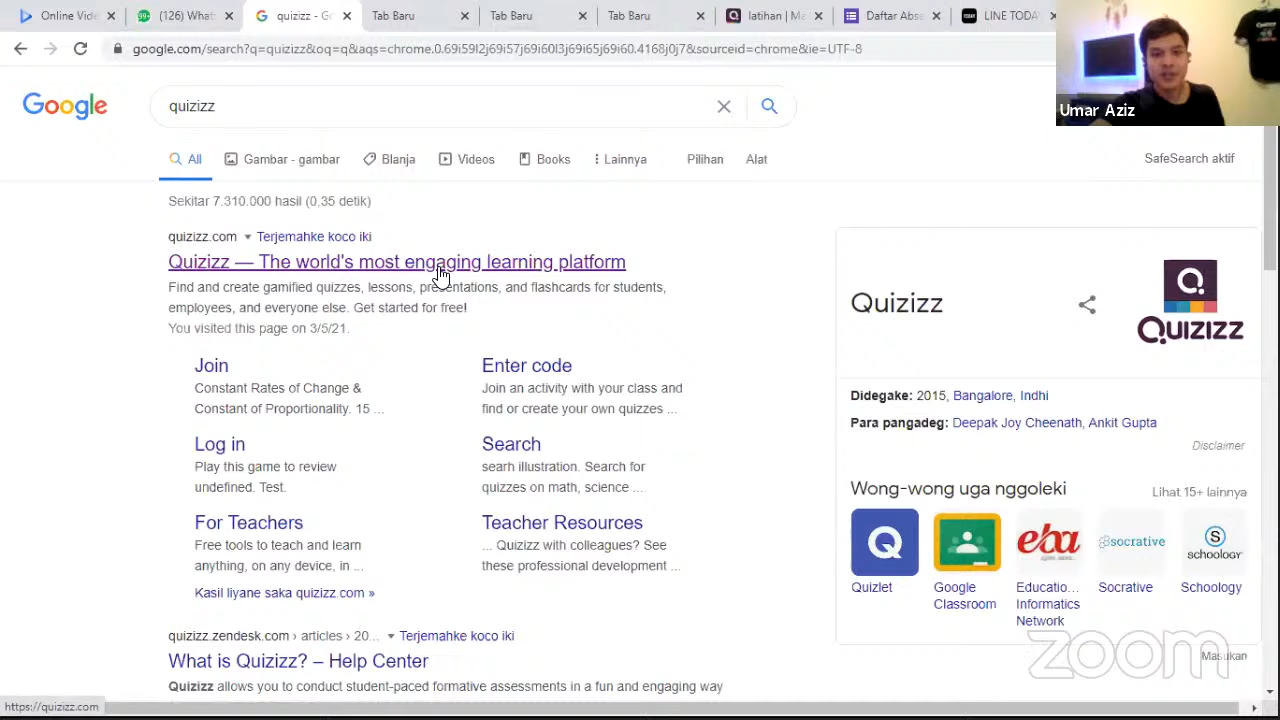 Online Video
(126) Whats
quizizz - Go
Tab Baru
Tab Baru
Tab Baru
latihan | Ma
Daftar Abse
LINE TODAY
google.com/search?q=quizizz&oq=q&aqs=chrome.0.69i59l2j69i57j69i60l3j69i65j69i60.4168j0j7&sourceid=chrome&ie=UTF-8
Umar Aziz
Google
quizizz
All
Gambar - gambar
Blanja
Videos
Books
Lainnya
Pilihan
Alat
SafeSearch aktif
Sekitar 7.310.000 hasil (0,35 detik)
quizizz.com Terjemahke koco iki
Quizizz — The world's most engaging learning platform
Find and create gamified quizzes, lessons, presentations, and flashcards for students,
employees, and everyone else. Get started for free!
You visited this page on 3/5/21.
Join
Constant Rates of Change &
Constant of Proportionality. 15 ...
Enter code
Join an activity with your class and
find or create your own quizzes ...
Log in
Play this game to review
undefined. Test.
Search
searh illustration. Search for
quizzes on math, science ...
For Teachers
Free tools to teach and learn
anything, on any device, in ...
Teacher Resources
... Quizizz with colleagues? See
these professional development ...
Kasil liyane saka quizizz.com »
quizizz.zendesk.com › articles › 20... Terjemahke koco iki
What is Quizizz? – Help Center
Quizizz allows you to conduct student-paced formative assessments in a fun and engaging way
Quizizz
QUIZIZZ
Didegake: 2015, Bangalore, Indhi
Para pangadeg: Deepak Joy Cheenath, Ankit Gupta
Disclaimer
Wong-wong uga nggoleki
Lihat 15+ lainnya
eba
socrative
S
schoology
Quizlet
Google
Classroom
Educatio...
Informatics
Network
Socrative
Schoology
zoom
Masukan
https://quizizz.com